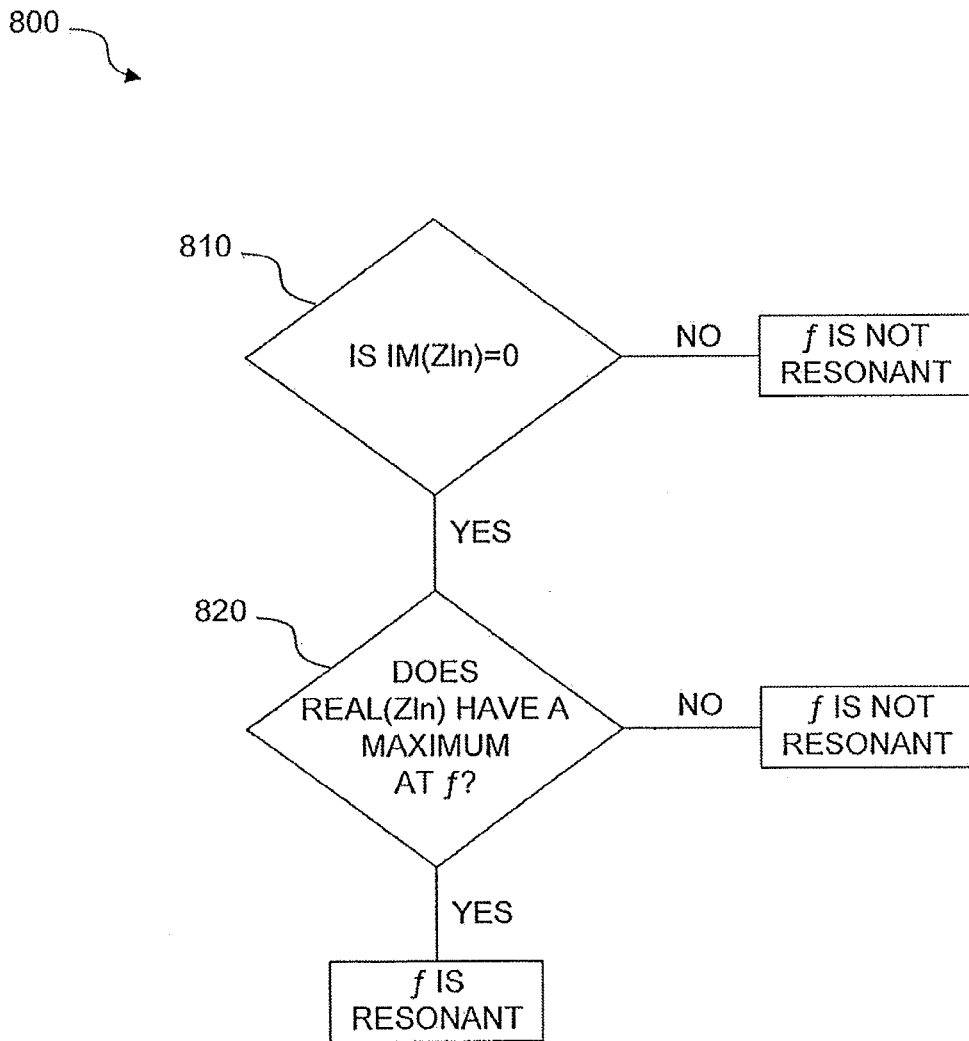 800
810
IS IM(ZIn)=0
NO
ƒ IS NOT
RESONANT
YES
820
DOES
REAL(ZIn) HAVE A
MAXIMUM
AT ƒ?
NO
ƒ IS NOT
RESONANT
YES
ƒ IS
RESONANT